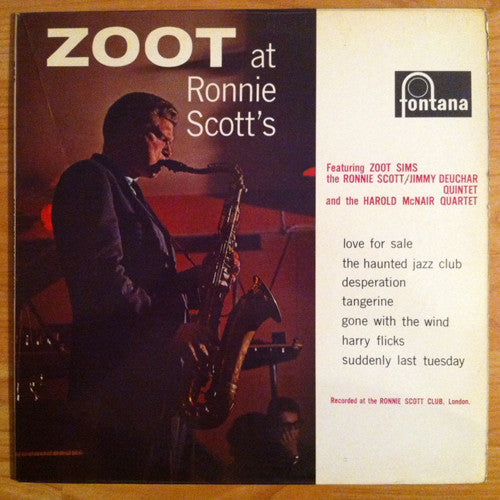 ZOOT at
Ronnie
Scott's
fontana
Featuring ZOOT SIMS
the RONNIE SCOTT/JIMMY DEUCHAR
QUINTET
and the HAROLD McNAIR QUARTET
love for sale
the haunted jazz club
desperation
tangerine
gone with the wind
harry flicks
suddenly last tuesday
Recorded at the RONNIE SCOTT CLUB, London.